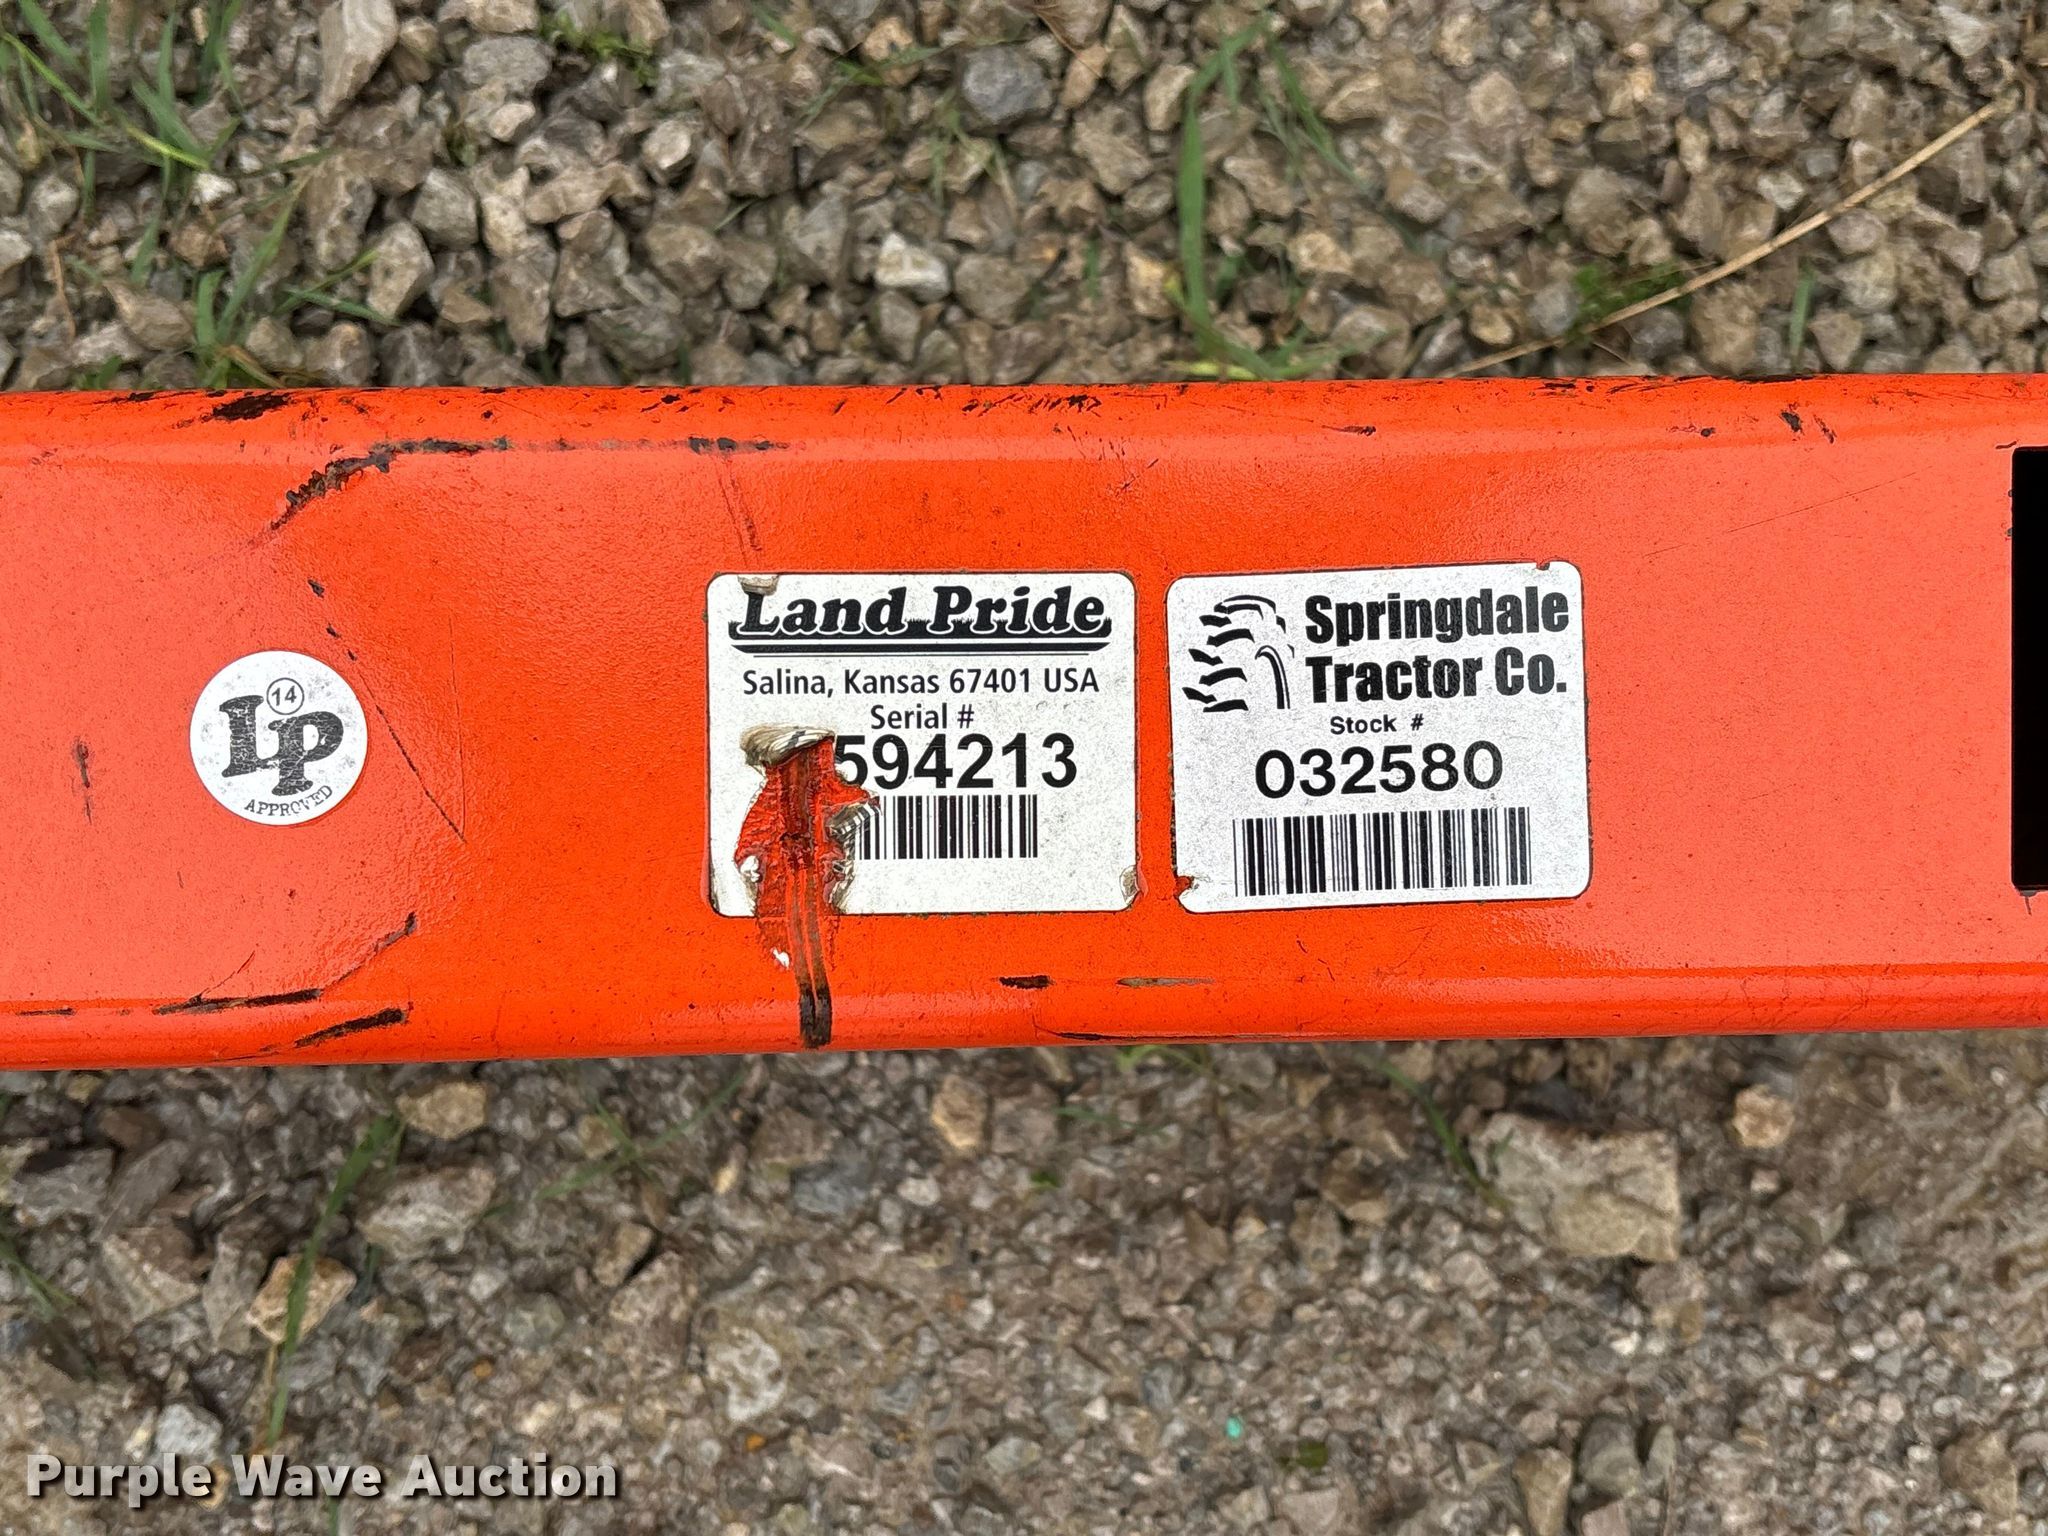 LP
14
APPROVED
Land Pride
Salina, Kansas 67401 USA
Serial #
594213
Springdale
Tractor Co.
Stock #
032580
Purple Wave Auction